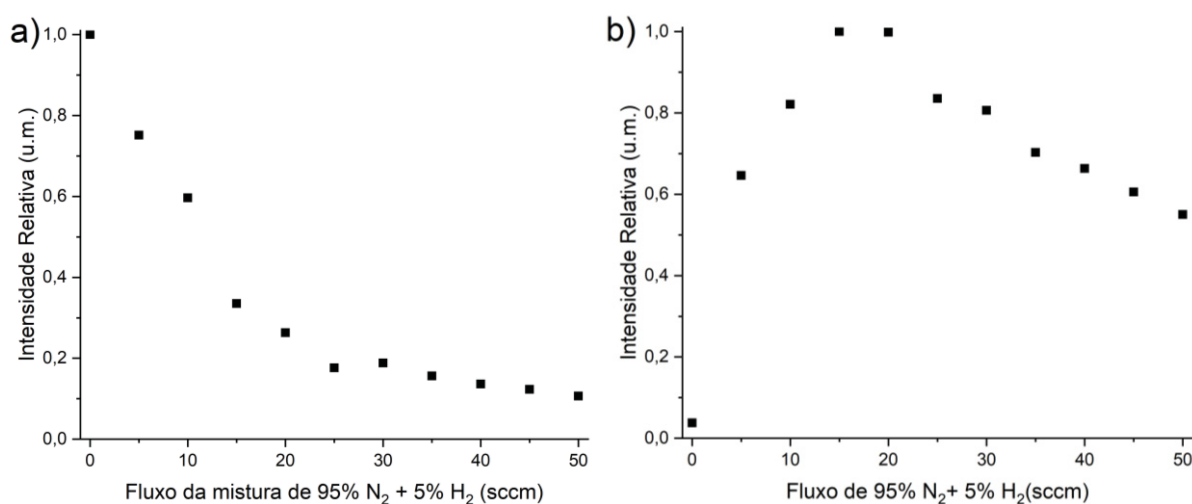 a)
Intensidade Relativa (u.m.)
1,0
0,8
0,6
0,4
0,2
0,0
0 10 20 30 40 50
Fluxo da mistura de 95% N₂ + 5% H₂ (sccm)
b)
Intensidade Relativa (u.m.)
1,0
0,8
0,6
0,4
0,2
0,0
0 10 20 30 40 50
Fluxo de 95% N₂+ 5% H₂(sccm)